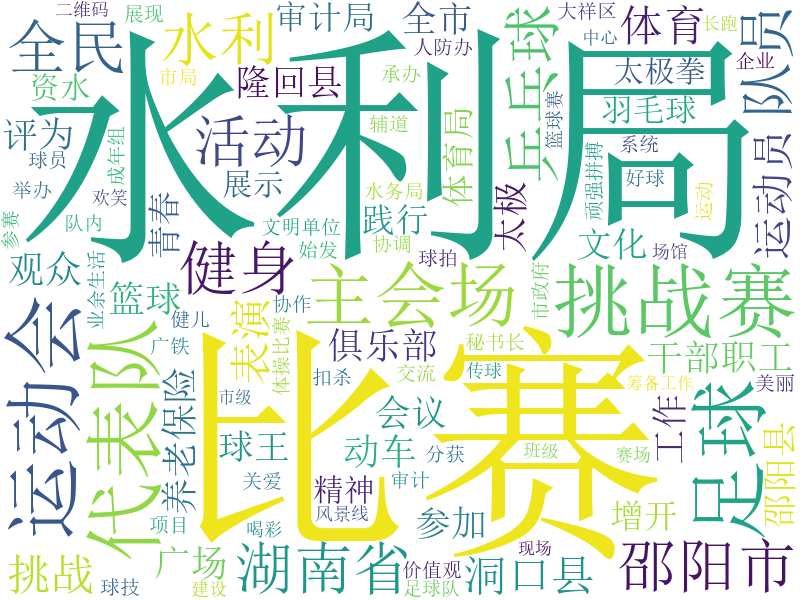 二维码
展现
审计局
全市
大祥区
长跑
全民
水利
人防办
体育
中心
企业
市局
资水
隆回县
承办
乒乓球
太极拳
队员
水利局
评为
成年组
活动
辅道
体育局
篮球赛
羽毛球
球员
举办
欢笑
展示
水务局
太极
系统
顽强拼搏
好球
运动
运动员
参赛
队内
青春
文明单位
践行
文化
始发
协调
观众
业余生活
健身
球拍
场馆
市政府
篮球
主会场
挑战赛
运动会
代表队
健儿
表演
协作
俱乐部
秘书长
干部职工
广铁
体操比赛
扣杀
交流
传球
筹备工作
美丽
养老保险
市级
比赛
足球
工作
邵阳县
球王
会议
动车
分获
班级
赛场
关爱
精神
审计
项目
喝彩
风景线
参加
增开
挑战
广场
湖南省
现场
价值观
洞口县
邵阳市
球技
建设
足球队